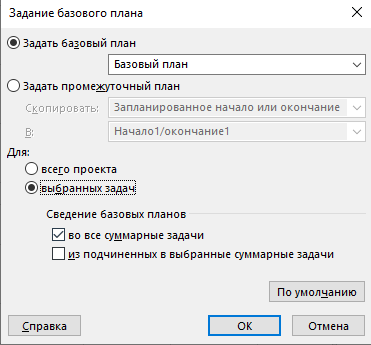 Задание базового плана
Задать базовый план
Базовый план
Задать промежуточный план
Скопировать: Запланированное начало или окончание
В: Начало1/окончание1
Для:
всего проекта
выбранных задач
Сведение базовых планов
во все суммарные задачи
из подчиненных в выбранные суммарные задачи
По умолчанию
Справка ОК Отмена